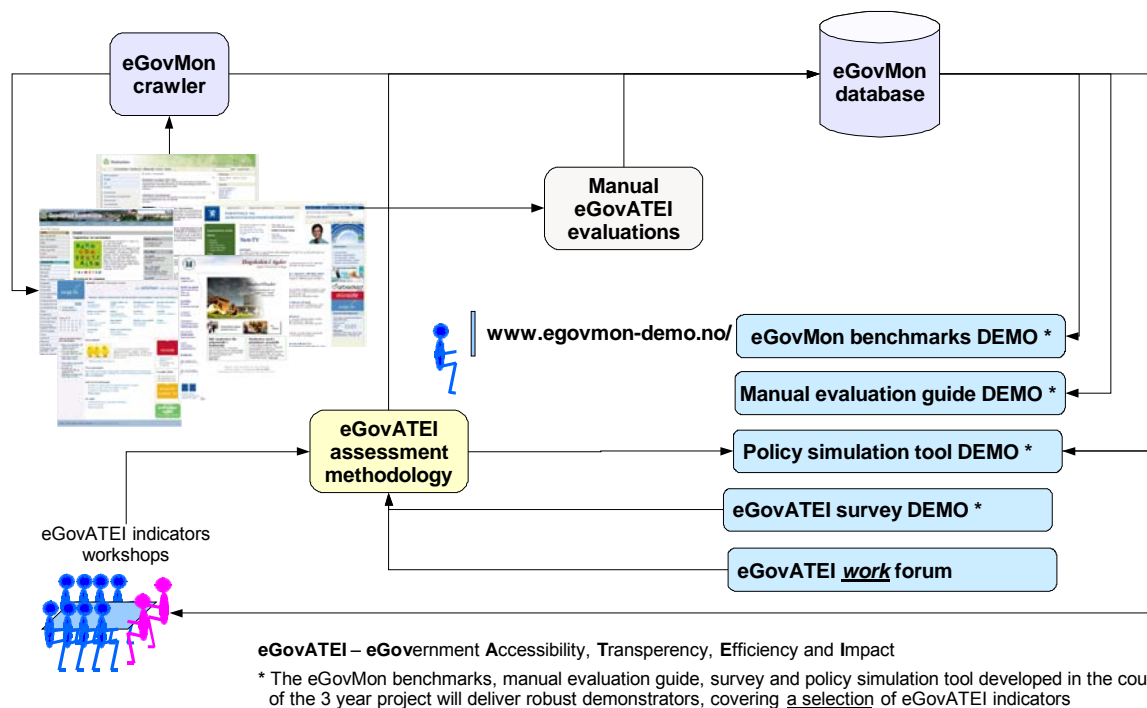 eGovMon
crawler
eGovMon
database
Manual
eGovATEI
evaluations
www.egovmon-demo.no/
eGovMon benchmarks DEMO *
Manual evaluation guide DEMO *
eGovATEI
assessment
methodology
Policy simulation tool DEMO *
eGovATEI survey DEMO *
eGovATEI indicators
workshops
eGovATEI work forum
eGovATEI – eGovernment Accessibility, Transperency, Efficiency and Impact
* The eGovMon benchmarks, manual evaluation guide, survey and policy simulation tool developed in the cou
of the 3 year project will deliver robust demonstrators, covering a selection of eGovATEI indicators